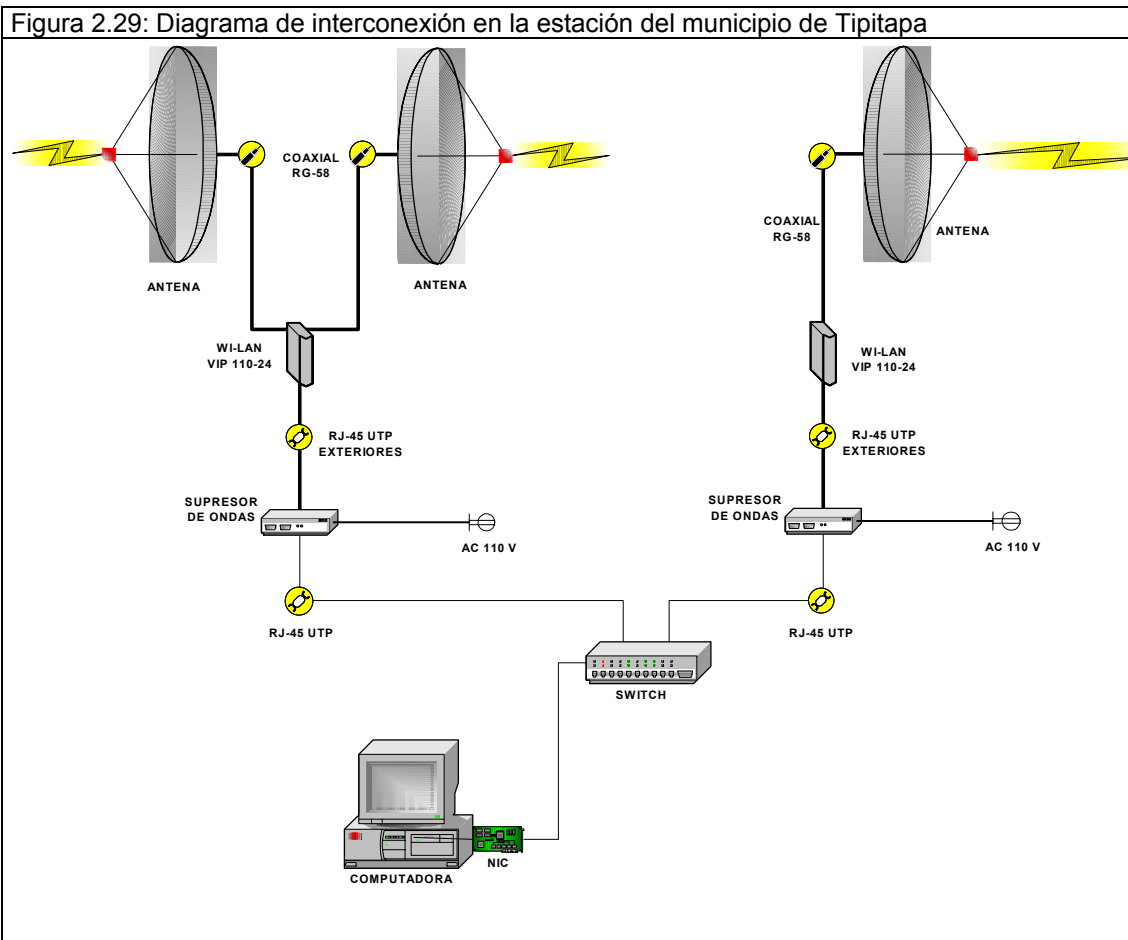 Figura 2.29: Diagrama de interconexión en la estación del municipio de Tipitapa
COAXIAL
RG-58
ANTENA
ANTENA
COAXIAL
RG-58
ANTENA
WI-LAN
VIP 110-24
WI-LAN
VIP 110-24
RJ-45 UTP
EXTERIORES
RJ-45 UTP
EXTERIORES
SUPRESOR
DE ONDAS
AC 110 V
SUPRESOR
DE ONDAS
AC 110 V
RJ-45 UTP
RJ-45 UTP
SWITCH
NIC
COMPUTADORA